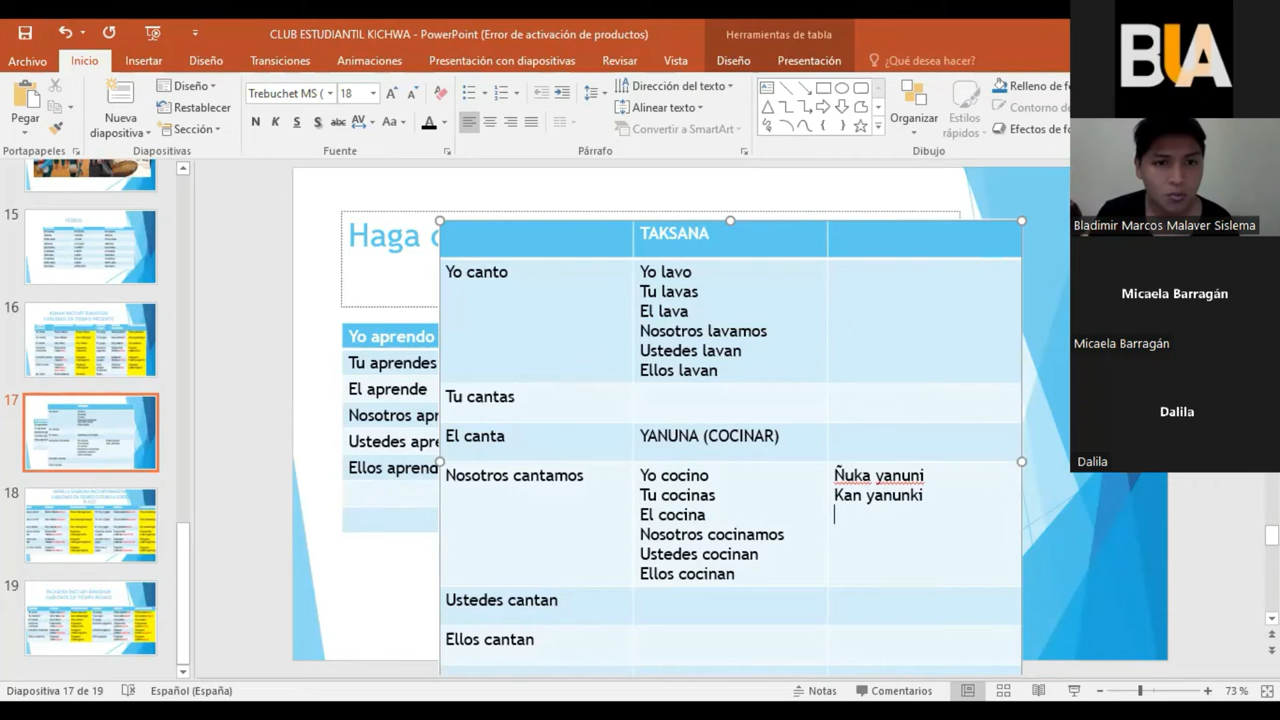 CLUB ESTUDIANTIL KICHWA - PowerPoint (Error de activación de productos)
Herramientas de tabla
Archivo
Inicio
Insertar
Diseño
Transiciones
Animaciones
Presentación con diapositivas
Revisar
Vista
Diseño
Presentación
¿Qué desea hacer?
Pegar
Nueva diapositiva
Diseño
Restablecer
Sección
Trebuchet MS (
18
N K S S abc AV Aa A
Dirección del texto
Alinear texto
Convertir a SmartArt
Organizar
Estilos rápidos
Relleno de fo
Contorno de
Efectos de fo
Portapapeles
Diapositivas
Fuente
Párrafo
Dibujo
BUA
Bladimir Marcos Malaver Sislema
Micaela Barragán
Micaela Barragán
Dalila
Dalila
15
16
17
18
19
Haga c
Yo aprendo
Tu aprendes
El aprende
Nosotros apr
Ustedes apre
Ellos aprend
TAKSANA
Yo canto
Yo lavo
Tu lavas
El lava
Nosotros lavamos
Ustedes lavan
Ellos lavan
Tu cantas
El canta
YANUNA (COCINAR)
Nosotros cantamos
Yo cocino
Tu cocinas
El cocina
Nosotros cocinamos
Ustedes cocinan
Ellos cocinan
Ñuka yanuni
Kan yanunki
Ustedes cantan
Ellos cantan
Diapositiva 17 de 19
Español (España)
Notas
Comentarios
73 %